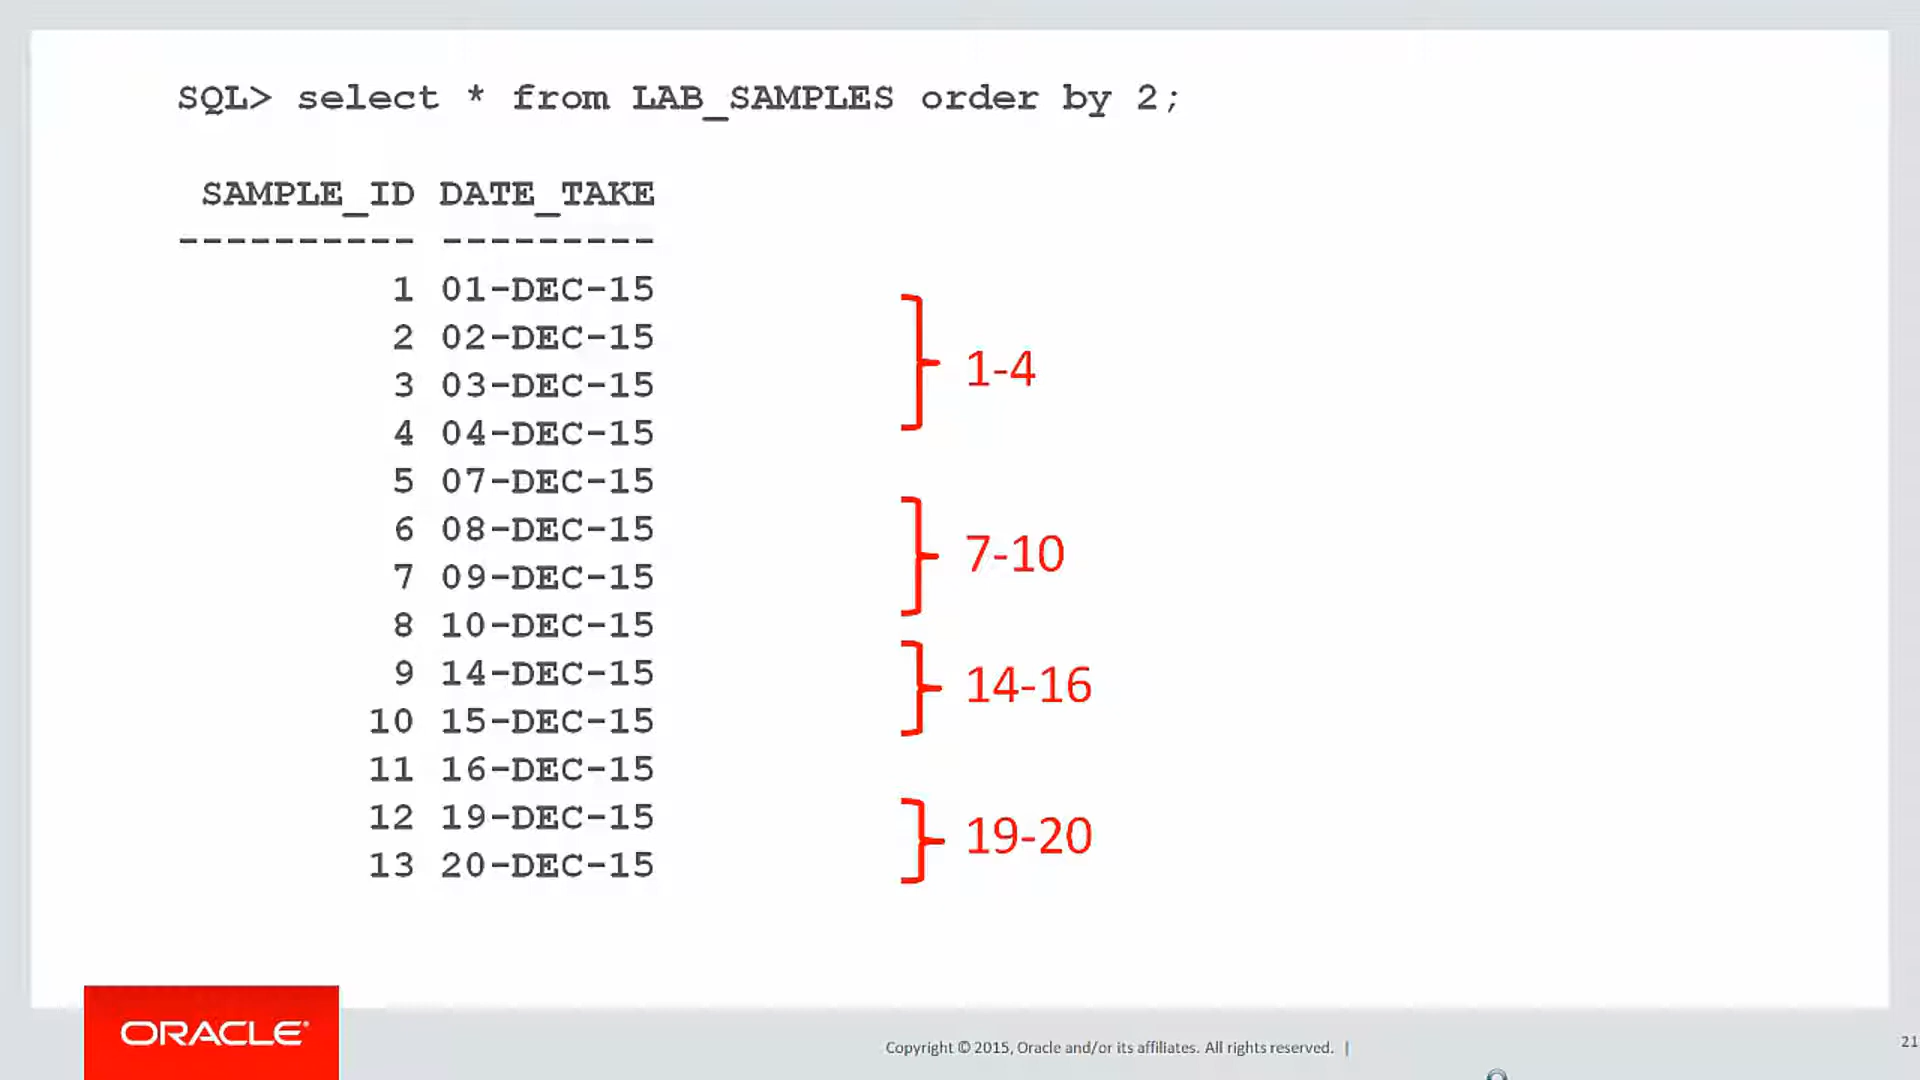 SQL> select * from LAB_SAMPLES order by 2;
SAMPLE_ID DATE_TAKE
---------- ---------
1 01-DEC-15
2 02-DEC-15
3 03-DEC-15
1-4
4 04-DEC-15
5 07-DEC-15
6 08-DEC-15
7-10
7 09-DEC-15
8 10-DEC-15
9 14-DEC-15
14-16
10 15-DEC-15
11 16-DEC-15
12 19-DEC-15
19-20
13 20-DEC-15
ORACLE®
Copyright © 2015, Oracle and/or its affiliates. All rights reserved. |
21